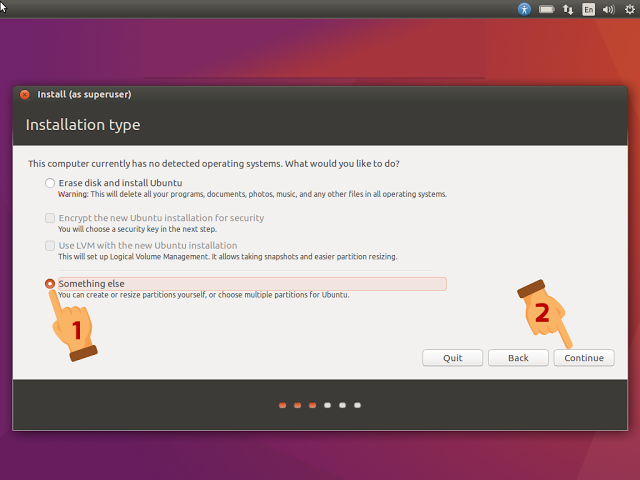 En
Install (as superuser)
Installation type
This computer currently has no detected operating systems. What would you like to do?
Erase disk and install Ubuntu
Warning: This will delete all your programs, documents, photos, music, and any other files in all operating systems.
Encrypt the new Ubuntu installation for security
You will choose a security key in the next step.
Use LVM with the new Ubuntu installation
This will set up Logical Volume Management. It allows taking snapshots and easier partition resizing.
Something else
You can create or resize partitions yourself, or choose multiple partitions for Ubuntu.
1
2
Quit Back Continue